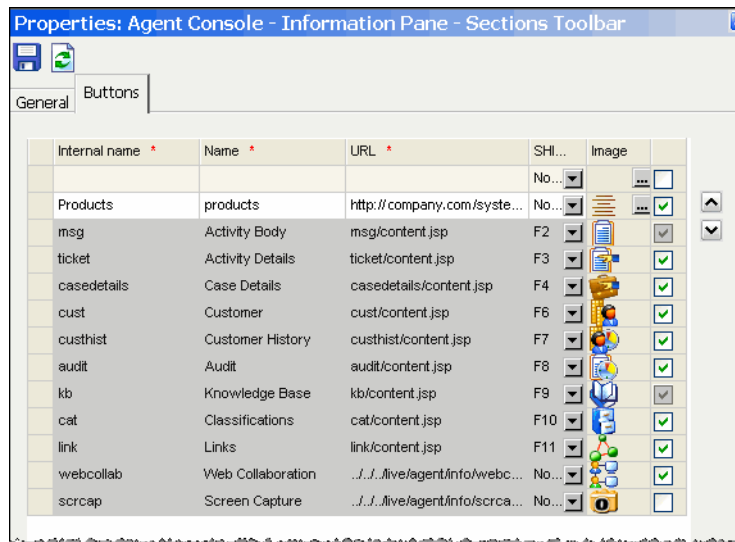 Properties: Agent Console - Information Pane - Sections Toolbar
General Buttons
Internal name * Name * URL * SHI... Image
No... ...
Products products http://company.com/syste... No... ...
msg Activity Body msg/content.jsp F2
ticket Activity Details ticket/content.jsp F3
casedetails Case Details casedetails/content.jsp F4
cust Customer cust/content.jsp F6
custhist Customer History custhist/content.jsp F7
audit Audit audit/content.jsp F8
kb Knowledge Base kb/content.jsp F9
cat Classifications cat/content.jsp F10
link Links link/content.jsp F11
webcollab Web Collaboration ../../../live/agent/info/webc... No...
scrcap Screen Capture ../../../live/agent/info/scrca... No...